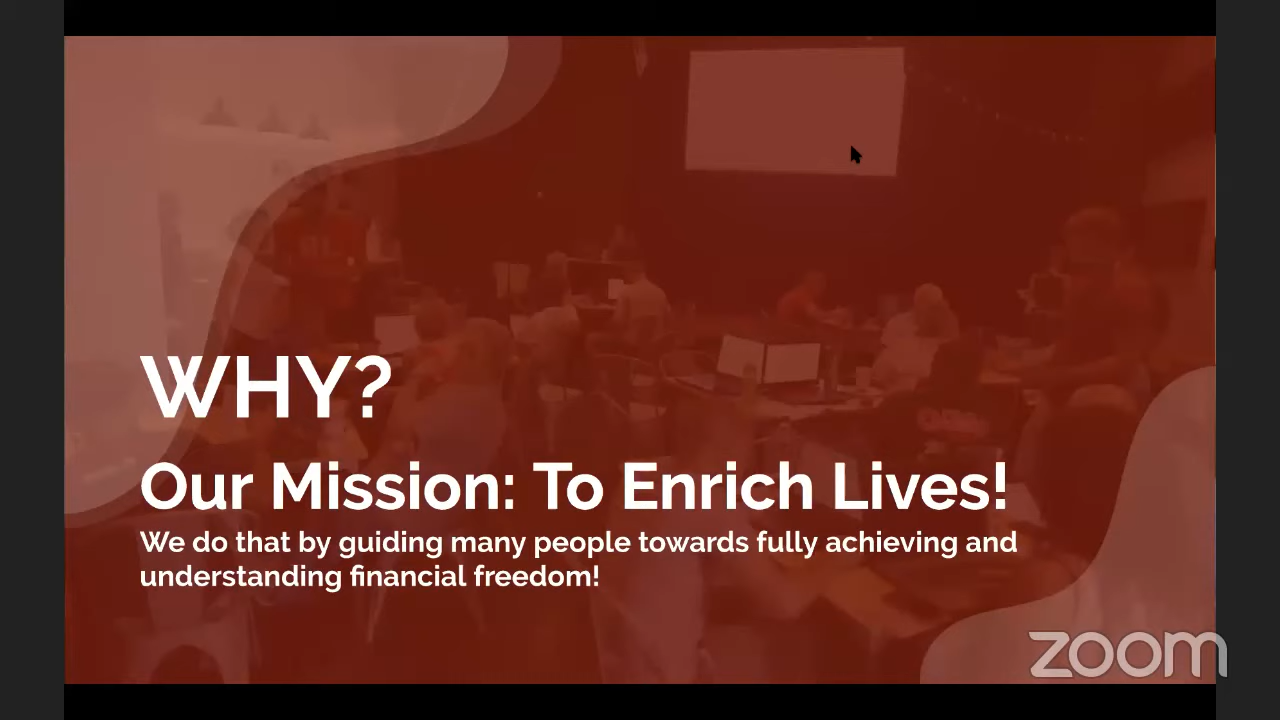 WHY?
Our Mission: To Enrich Lives!
We do that by guiding many people towards fully achieving and
understanding financial freedom!
zoom